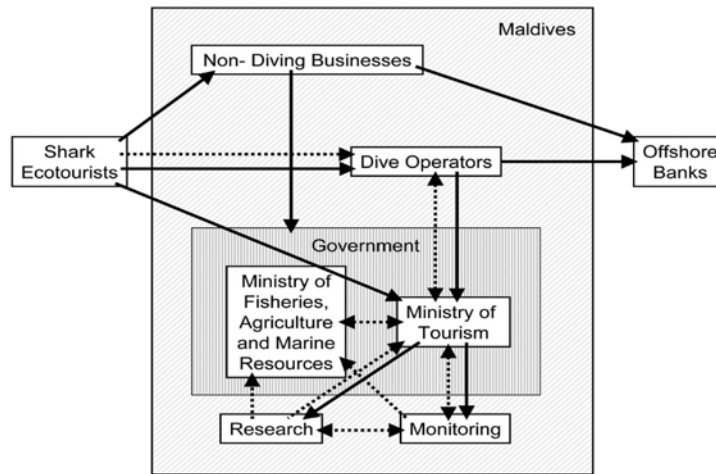 Maldives
Non- Diving Businesses
Shark
Ecotourists
Dive Operators
Offshore
Banks
Government
Ministry of
Fisheries,
Agriculture
and Marine
Resources
Ministry of
Tourism
Research
Monitoring